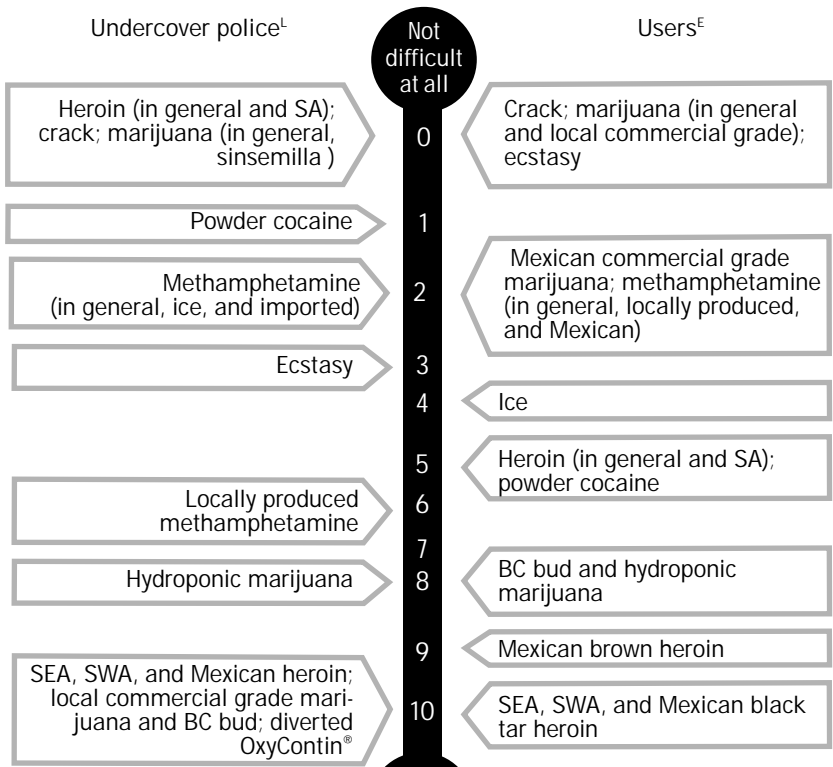 Undercover policeᴸ
Not
difficult
at all
Usersᴱ
Heroin (in general and SA);
crack; marijuana (in general,
sinsemilla )
0
Crack; marijuana (in general
and local commercial grade);
ecstasy
Powder cocaine
1
Methamphetamine
(in general, ice, and imported)
2
Mexican commercial grade
marijuana; methamphetamine
(in general, locally produced,
and Mexican)
Ecstasy
3
4
Ice
5
Heroin (in general and SA);
powder cocaine
Locally produced
methamphetamine
6
7
Hydroponic marijuana
8
BC bud and hydroponic
marijuana
9
Mexican brown heroin
SEA, SWA, and Mexican heroin;
local commercial grade mari-
juana and BC bud; diverted
OxyContin®
10
SEA, SWA, and Mexican black
tar heroin